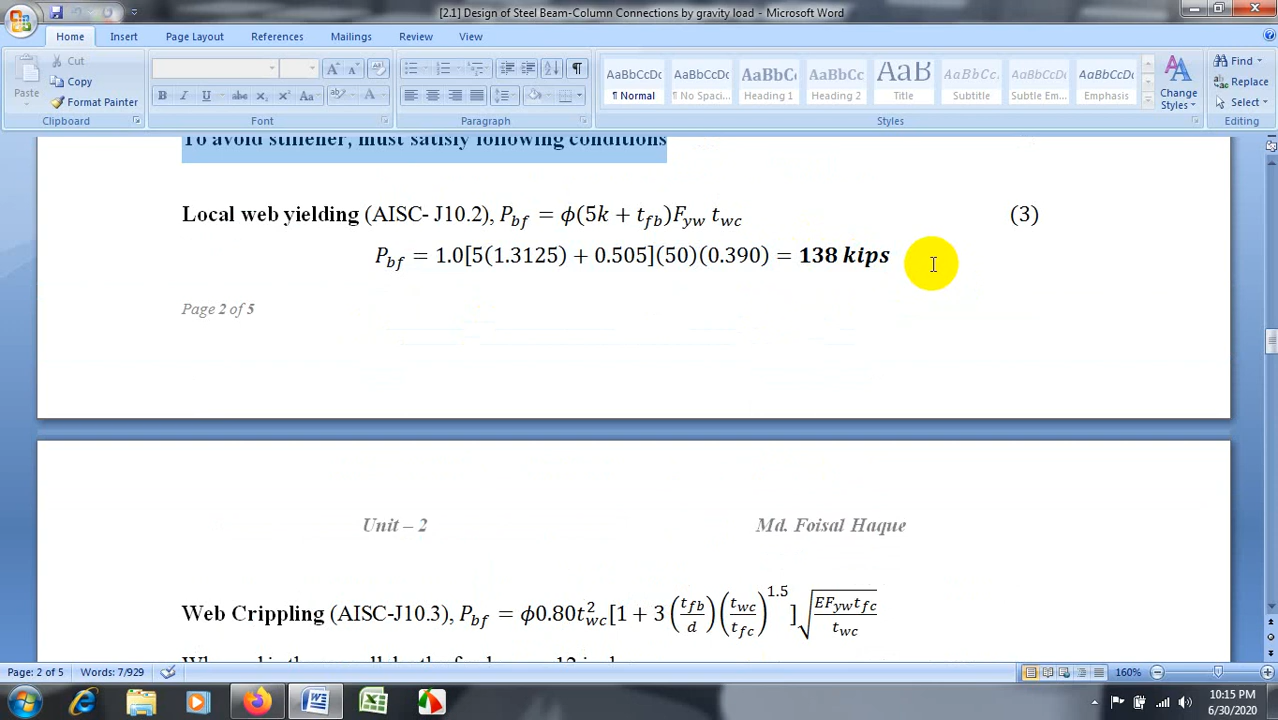 [2.1] Design of Steel Beam-Column Connections by gravity load - Microsoft Word
Home Insert Page Layout References Mailings Review View
Cut
Copy
Format Painter
Paste
Clipboard
Font
Paragraph
AaBbCcDc AaBbCcDc AaBbCc AaBbCc AaB AaBbCcL AaBbCcDc AaBbCcDc
¶ Normal ¶ No Spaci... Heading 1 Heading 2 Title Subtitle Subtle Em... Emphasis
Styles
Change
Styles
Find
Replace
Select
Editing
To avoid stiffener, must satisfy following conditions
Local web yielding (AISC- J10.2), P_bf = ϕ(5k + t_fb)F_yw t_wc (3)
P_bf = 1.0[5(1.3125) + 0.505](50)(0.390) = 138 kips
Page 2 of 5
Unit – 2 Md. Foisal Haque
Web Crippling (AISC-J10.3), P_bf = ϕ0.80t_wc^2[1 + 3(t_fb/d)(t_wc/t_fc)^1.5]√(EF_yw t_fc/t_wc)
Page: 2 of 5 Words: 7/929 160%
10:15 PM
6/30/2020